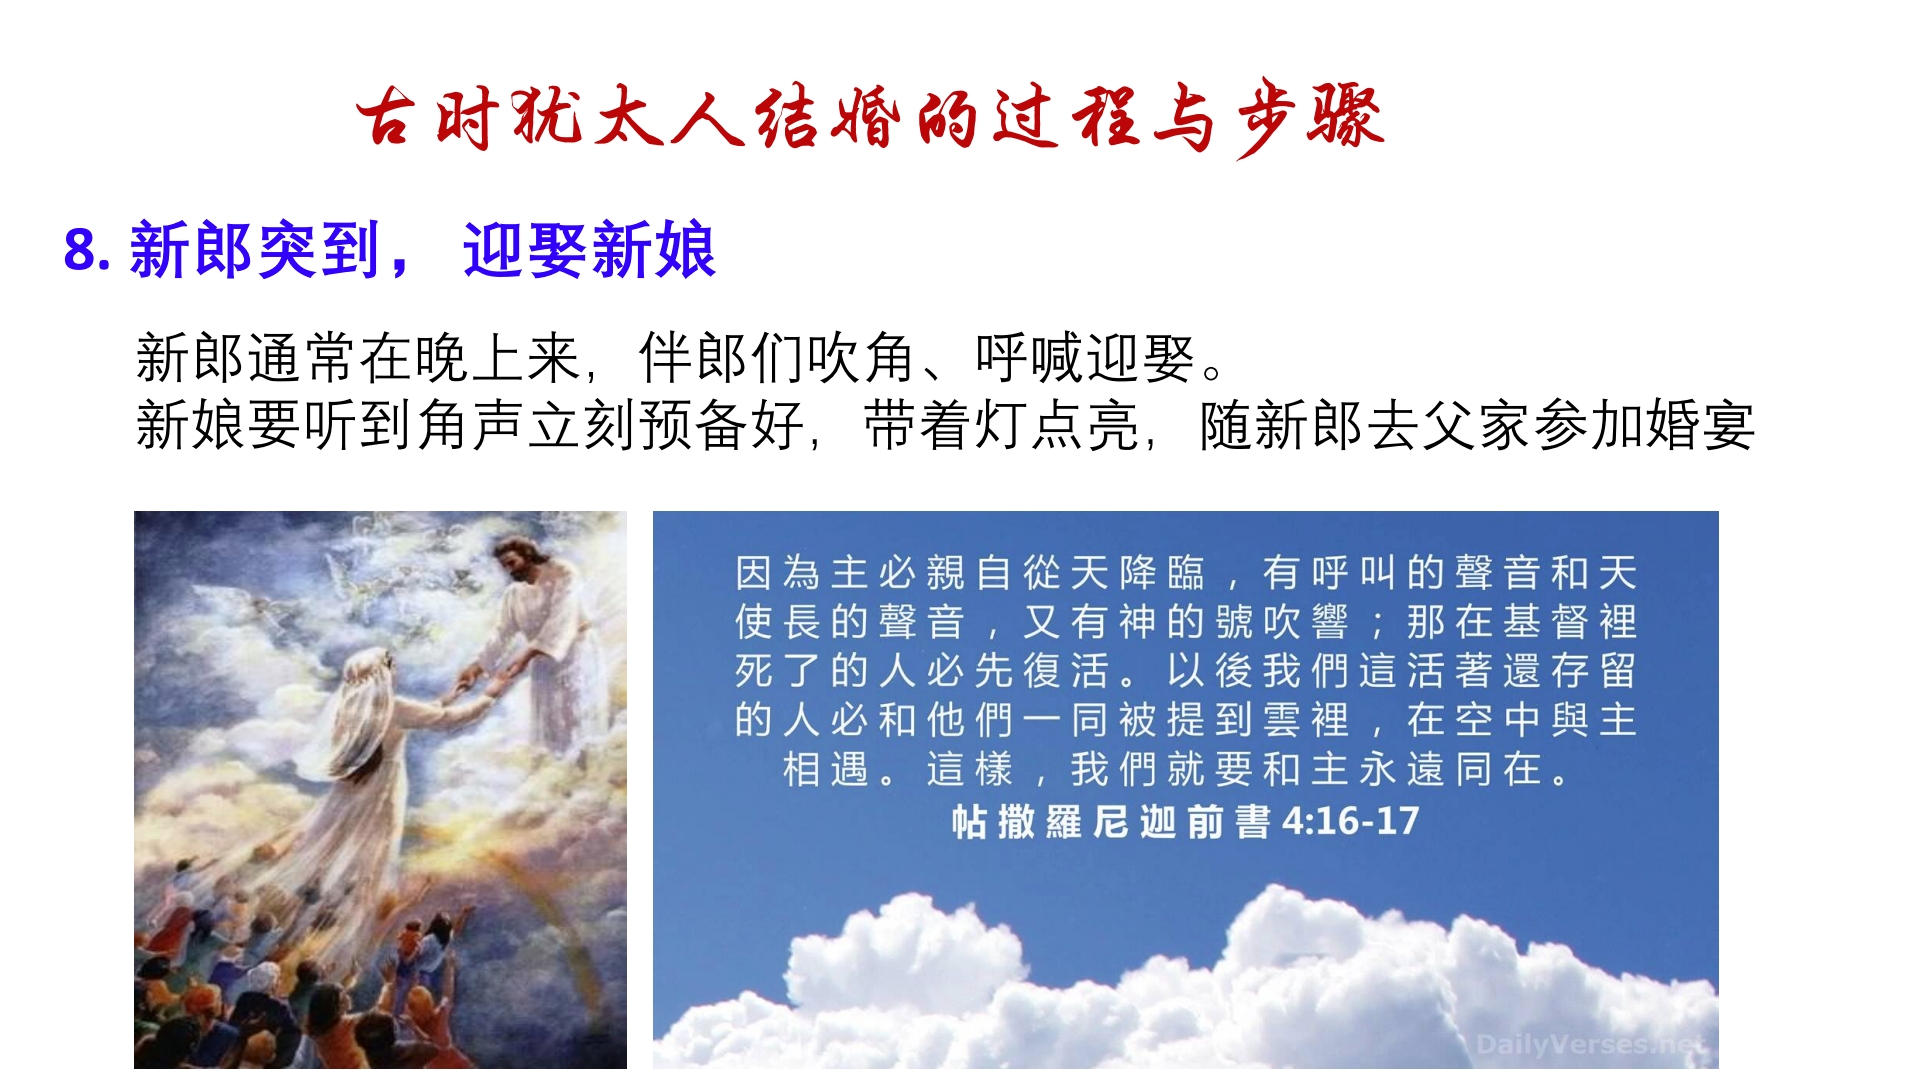 古时犹太人结婚的过程与步骤
8. 新郎突到， 迎娶新娘
新郎通常在晚上来，伴郎们吹角、呼喊迎娶。
新娘要听到角声立刻预备好，带着灯点亮，随新郎去父家参加婚宴
因為主必親自從天降臨，有呼叫的聲音和天
使長的聲音，又有神的號吹響；那在基督裡
死了的人必先復活。以後我們這活著還存留
的人必和他們一同被提到雲裡，在空中與主
相遇。這樣，我們就要和主永遠同在。
帖撒羅尼迦前書 4:16-17
DailyVerses.net